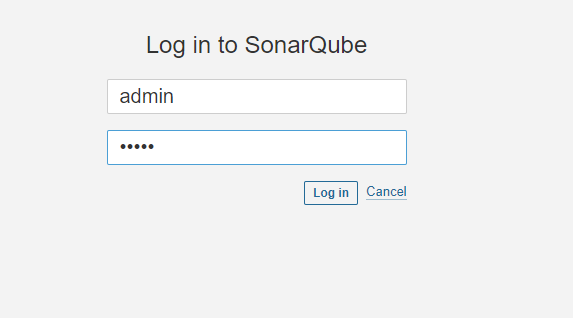 Log in to SonarQube
admin
•••••
Log in Cancel